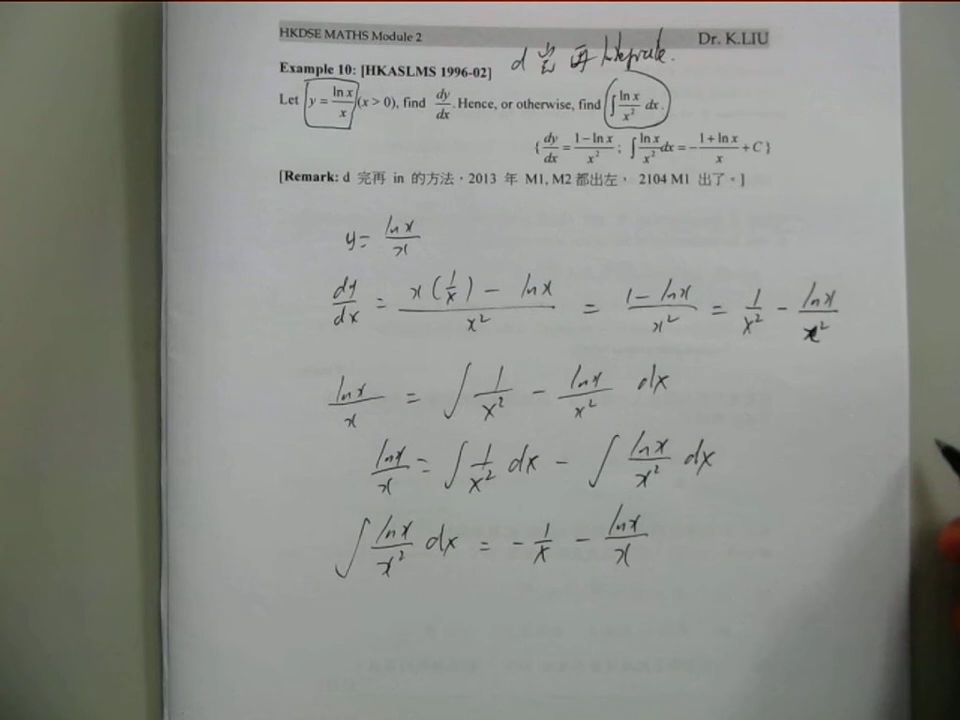 HKDSE MATHS Module 2 Dr. K.LIU
d 完 再 integrate.
Example 10: [HKASLMS 1996-02]
Let y = ln x / x (x > 0), find dy/dx. Hence, or otherwise, find ∫ ln x / x² dx.
{ dy/dx = (1 − ln x) / x² ; ∫ ln x / x² dx = − (1 + ln x) / x + C }
[Remark: d 完再 in 的方法，2013 年 M1, M2 都出左， 2104 M1 出了。]
y = ln x / x
dy/dx = (x(1/x) − ln x) / x² = (1 − ln x) / x² = 1/x² − ln x / x²
ln x / x = ∫ 1/x² − ln x / x² dx
ln x / x = ∫ 1/x² dx − ∫ ln x / x² dx
∫ ln x / x² dx = − 1/x − ln x / x